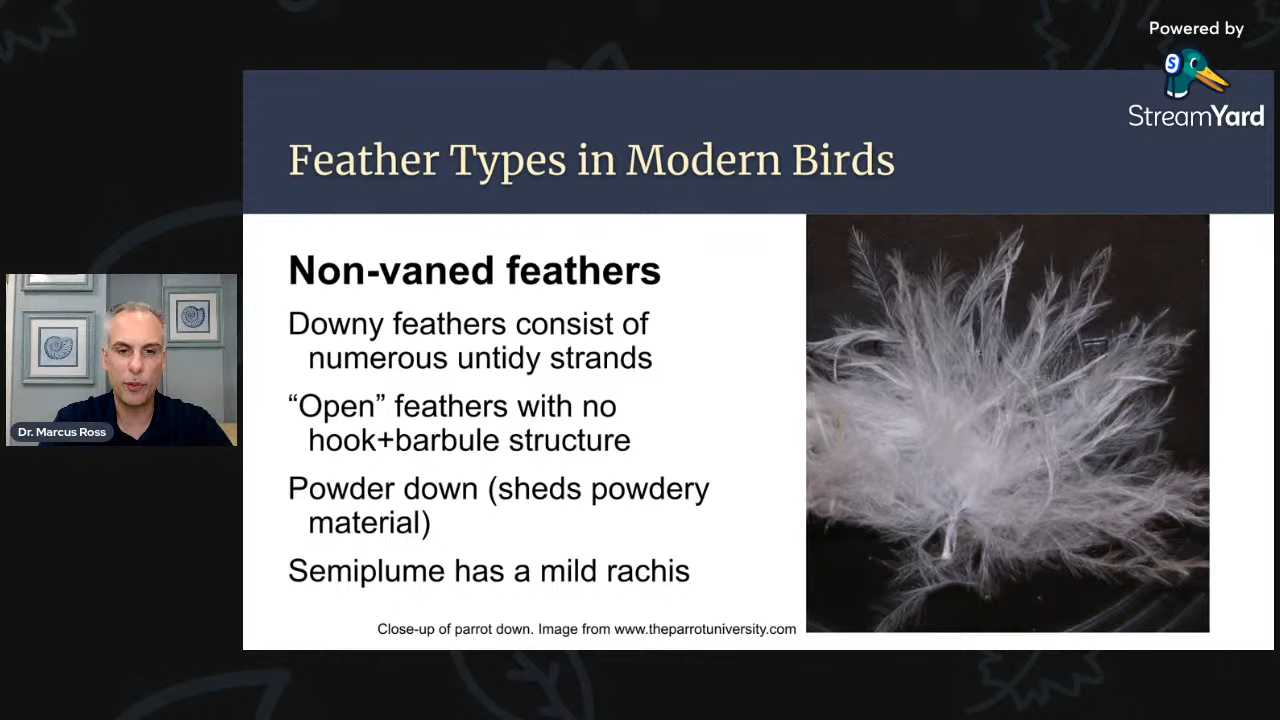 Powered by
S
StreamYard
Feather Types in Modern Birds
Non-vaned feathers
Downy feathers consist of
numerous untidy strands
“Open” feathers with no
hook+barbule structure
Powder down (sheds powdery
material)
Semiplume has a mild rachis
Close-up of parrot down. Image from www.theparrotuniversity.com
Dr. Marcus Ross